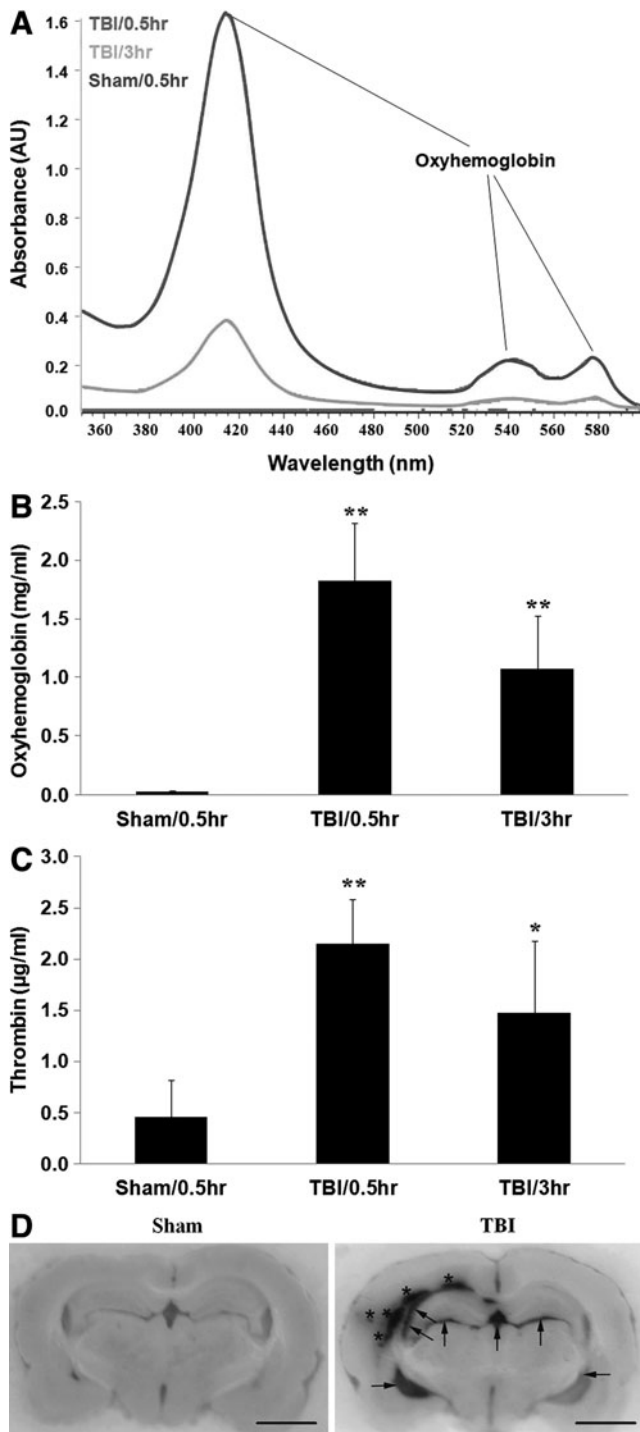 A
TBI/0.5hr
TBI/3hr
Sham/0.5hr
Oxyhemoglobin
Absorbance (AU)
1.6
1.4
1.2
1.0
0.8
0.6
0.4
0.2
0.0
360 380 400 420 440 460 480 500 520 540 560 580
Wavelength (nm)
B
Oxyhemoglobin (mg/ml)
2.5
2.0
1.5
1.0
0.5
0.0
**
**
Sham/0.5hr TBI/0.5hr TBI/3hr
C
Thrombin (µg/ml)
3.0
2.5
2.0
1.5
1.0
0.5
0.0
**
*
Sham/0.5hr TBI/0.5hr TBI/3hr
D
Sham TBI
* * * * *